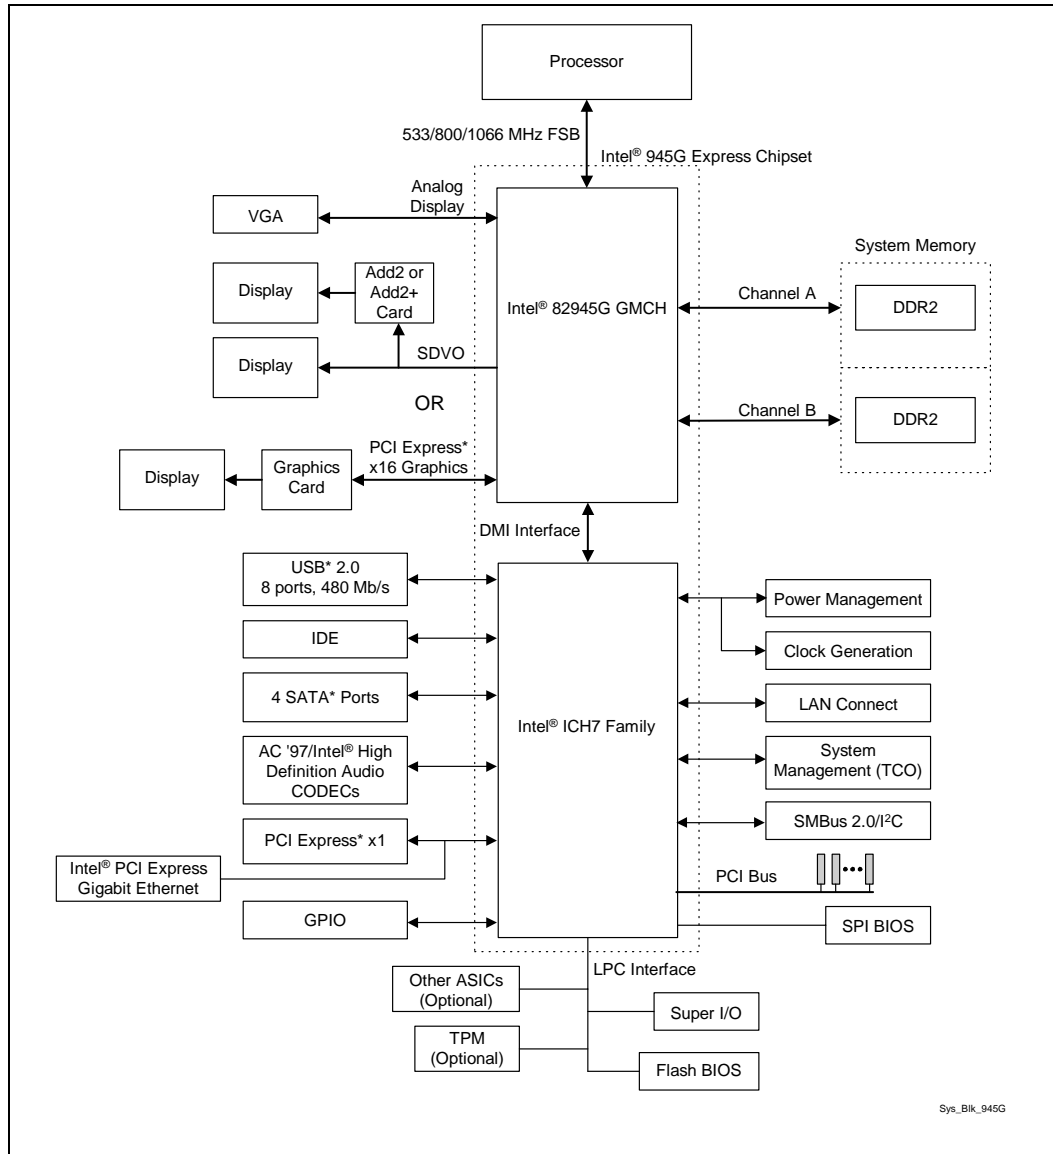 Processor
533/800/1066 MHz FSB
Intel® 945G Express Chipset
Analog
Display
VGA
System Memory
Display
Add2 or
Add2+
Card
Intel® 82945G GMCH
Channel A
DDR2
Display
SDVO
OR
Channel B
DDR2
PCI Express*
x16 Graphics
Display
Graphics
Card
DMI Interface
USB* 2.0
8 ports, 480 Mb/s
Power Management
IDE
Clock Generation
4 SATA* Ports
LAN Connect
Intel® ICH7 Family
AC '97/Intel® High
Definition Audio
CODECs
System
Management (TCO)
PCI Express* x1
SMBus 2.0/I²C
Intel® PCI Express
Gigabit Ethernet
PCI Bus
GPIO
SPI BIOS
LPC Interface
Other ASICs
(Optional)
Super I/O
TPM
(Optional)
Flash BIOS
Sys_Blk_945G